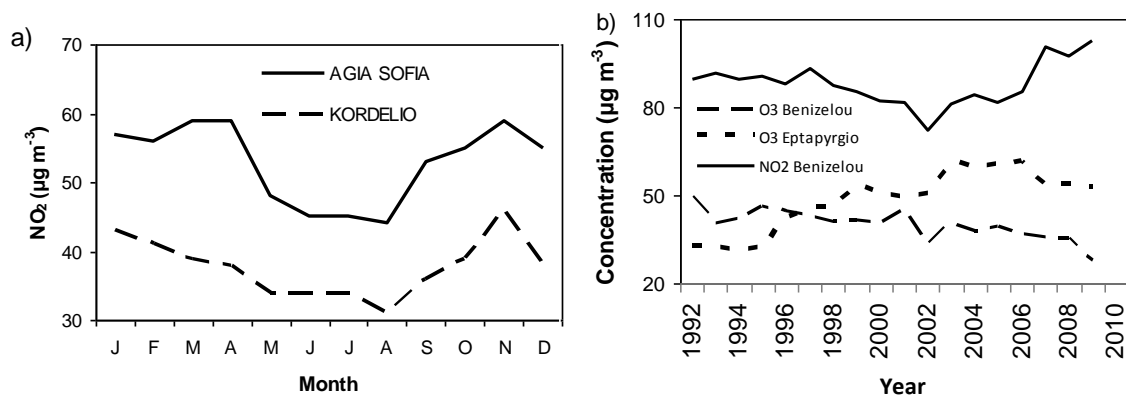 a)
70
60
50
40
30
NO₂ (µg m⁻³)
AGIA SOFIA
KORDELIO
J F M A M J J A S O N D
Month
b)
110
80
50
20
Concentration (µg m⁻³)
O3 Benizelou
O3 Eptapyrgio
NO2 Benizelou
1992 1994 1996 1998 2000 2002 2004 2006 2008 2010
Year